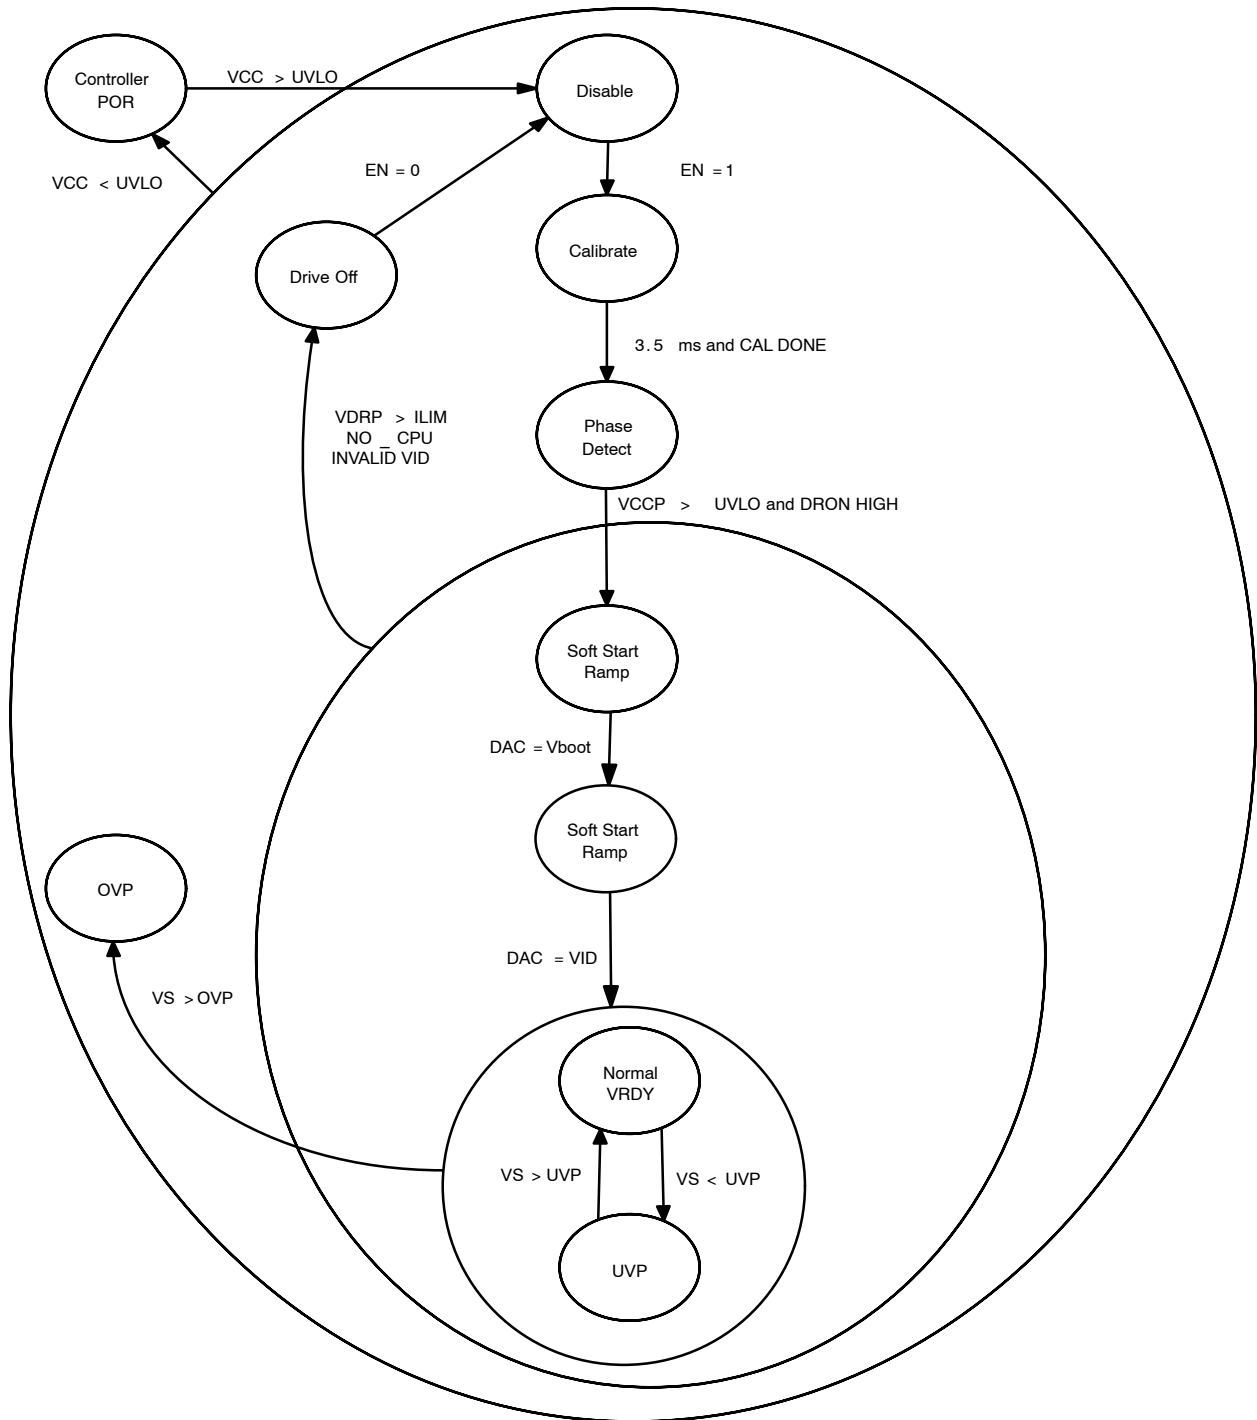 Controller
POR
VCC > UVLO
Disable
VCC < UVLO
EN = 0
EN = 1
Calibrate
Drive Off
3.5 ms and CAL DONE
VDRP > ILIM
NO _ CPU
INVALID VID
Phase
Detect
VCCP > UVLO and DRON HIGH
Soft Start
Ramp
DAC = Vboot
Soft Start
Ramp
OVP
DAC = VID
VS > OVP
Normal
VRDY
VS > UVP
VS < UVP
UVP